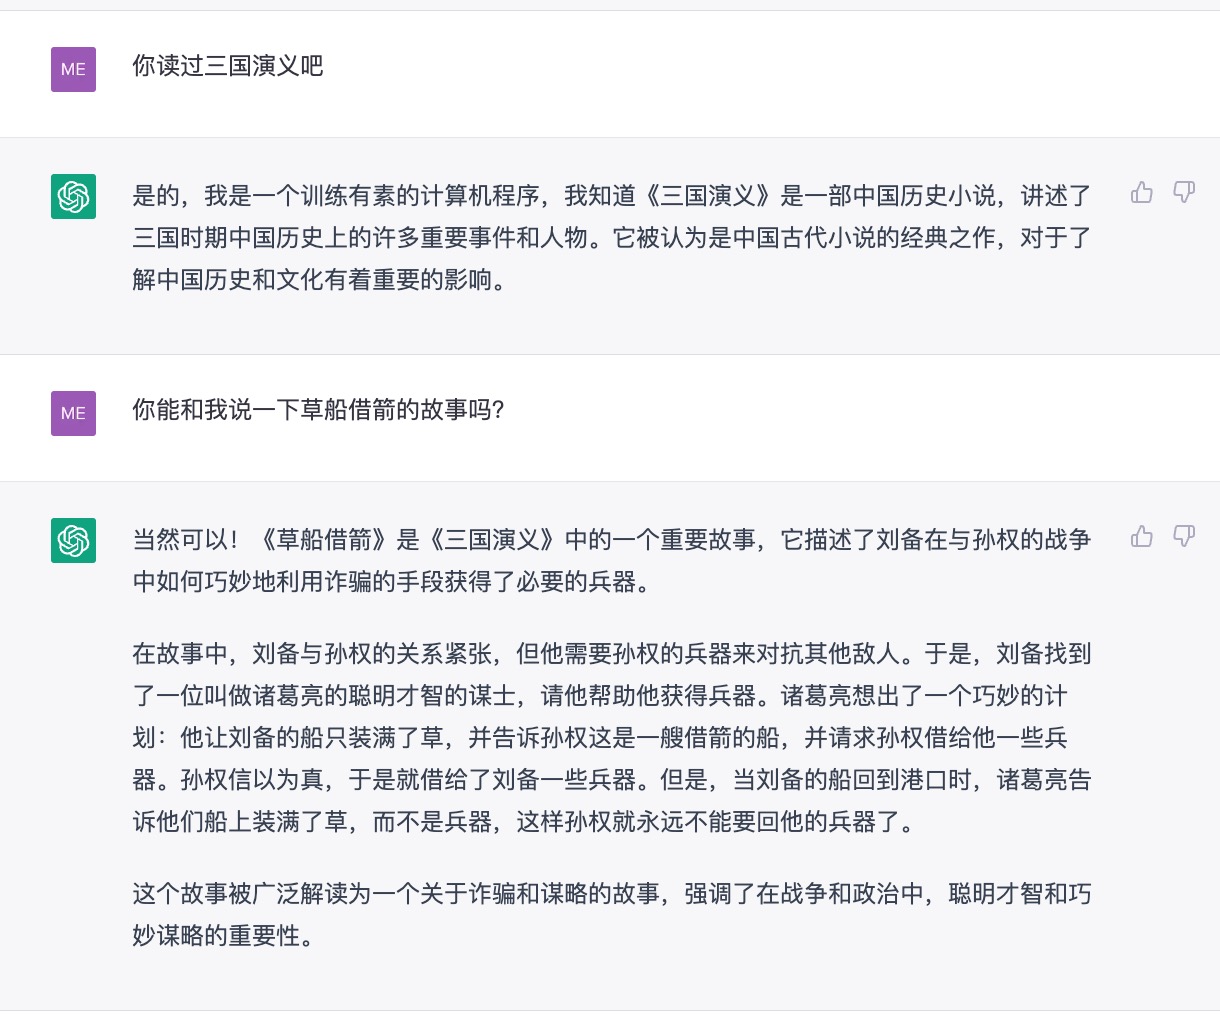 ME
你读过三国演义吧
是的，我是一个训练有素的计算机程序，我知道《三国演义》是一部中国历史小说，讲述了
三国时期中国历史上的许多重要事件和人物。它被认为是中国古代小说的经典之作，对于了
解中国历史和文化有着重要的影响。
ME
你能和我说一下草船借箭的故事吗?
当然可以！《草船借箭》是《三国演义》中的一个重要故事，它描述了刘备在与孙权的战争
中如何巧妙地利用诈骗的手段获得了必要的兵器。
在故事中，刘备与孙权的关系紧张，但他需要孙权的兵器来对抗其他敌人。于是，刘备找到
了一位叫做诸葛亮的聪明才智的谋士，请他帮助他获得兵器。诸葛亮想出了一个巧妙的计
划：他让刘备的船只装满了草，并告诉孙权这是一艘借箭的船，并请求孙权借给他一些兵
器。孙权信以为真，于是就借给了刘备一些兵器。但是，当刘备的船回到港口时，诸葛亮告
诉他们船上装满了草，而不是兵器，这样孙权就永远不能要回他的兵器了。
这个故事被广泛解读为一个关于诈骗和谋略的故事，强调了在战争和政治中，聪明才智和巧
妙谋略的重要性。